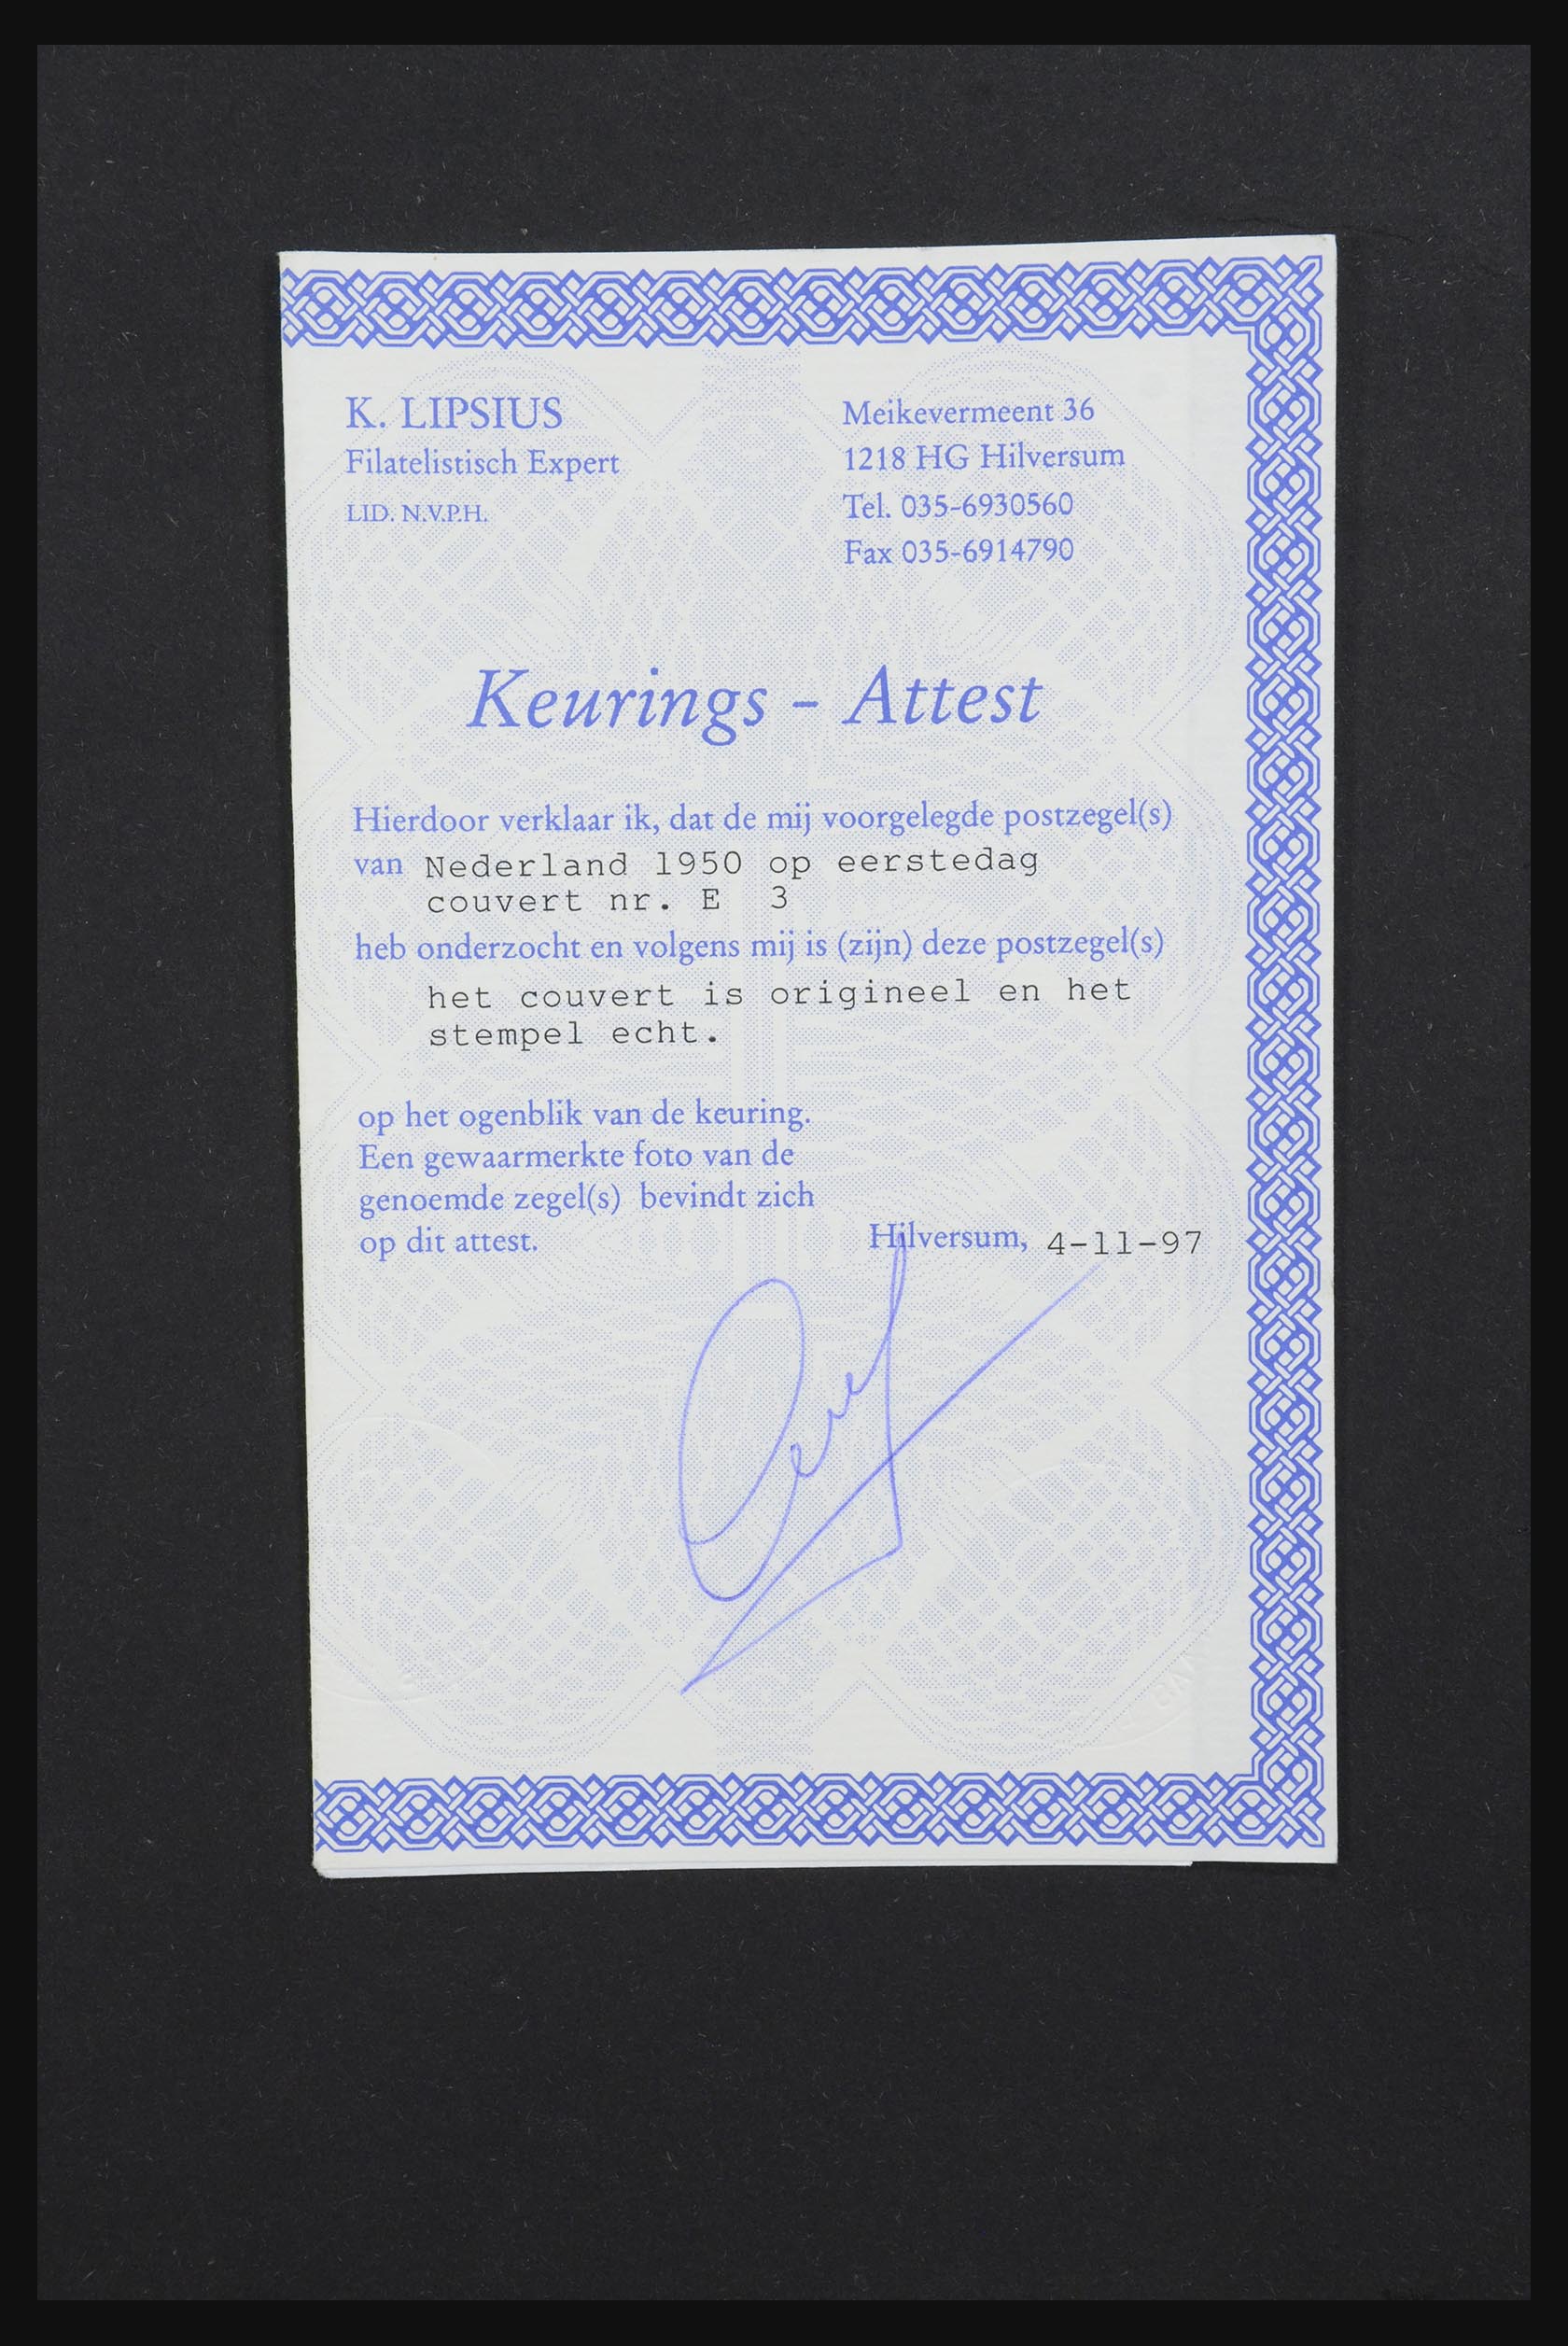 K. LIPSIUS
Filatelistisch Expert
LID. N.V.P.H.
Meikevermeent 36
1218 HG Hilversum
Tel. 035-6930560
Fax 035-6914790
Keurings - Attest
Hierdoor verklaar ik, dat de mij voorgelegde postzegel(s)
van Nederland 1950 op eerstedag
couvert nr. E 3
heb onderzocht en volgens mij is (zijn) deze postzegel(s)
het couvert is origineel en het
stempel echt.
op het ogenblik van de keuring.
Een gewaarmerkte foto van de
genoemde zegel(s) bevindt zich
op dit attest.
Hilversum, 4-11-97